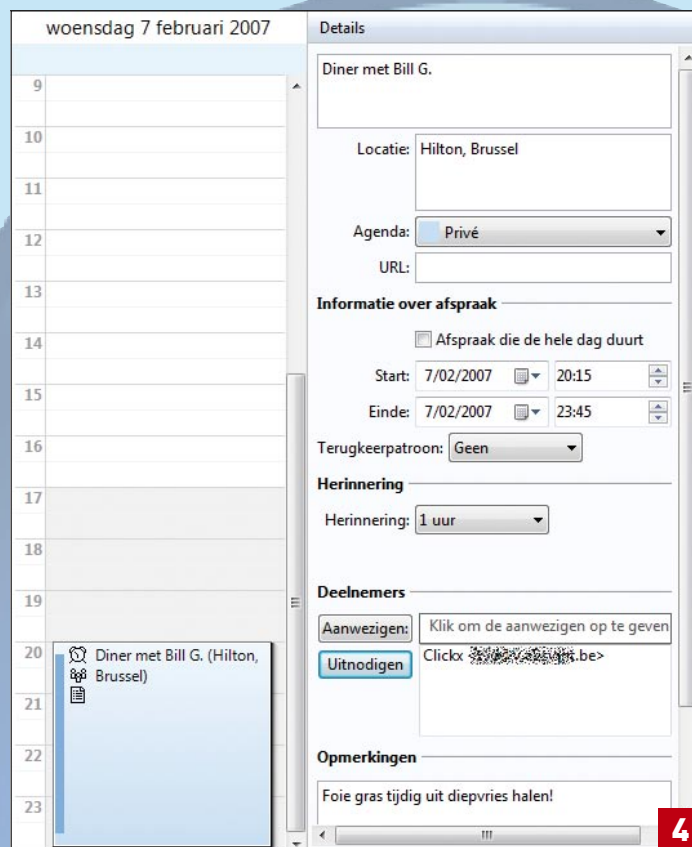 woensdag 7 februari 2007
9
10
11
12
13
14
15
16
17
18
19
20
Diner met Bill G. (Hilton,
Brussel)
21
22
23
Details
Diner met Bill G.
Locatie: Hilton, Brussel
Agenda: Privé
URL:
Informatie over afspraak
Afspraak die de hele dag duurt
Start: 7/02/2007 20:15
Einde: 7/02/2007 23:45
Terugkeerpatroon: Geen
Herinnering
Herinnering: 1 uur
Deelnemers
Aanwezigen: Klik om de aanwezigen op te geven
Uitnodigen Clickx < .be>
Opmerkingen
Foie gras tijdig uit diepvries halen!
4